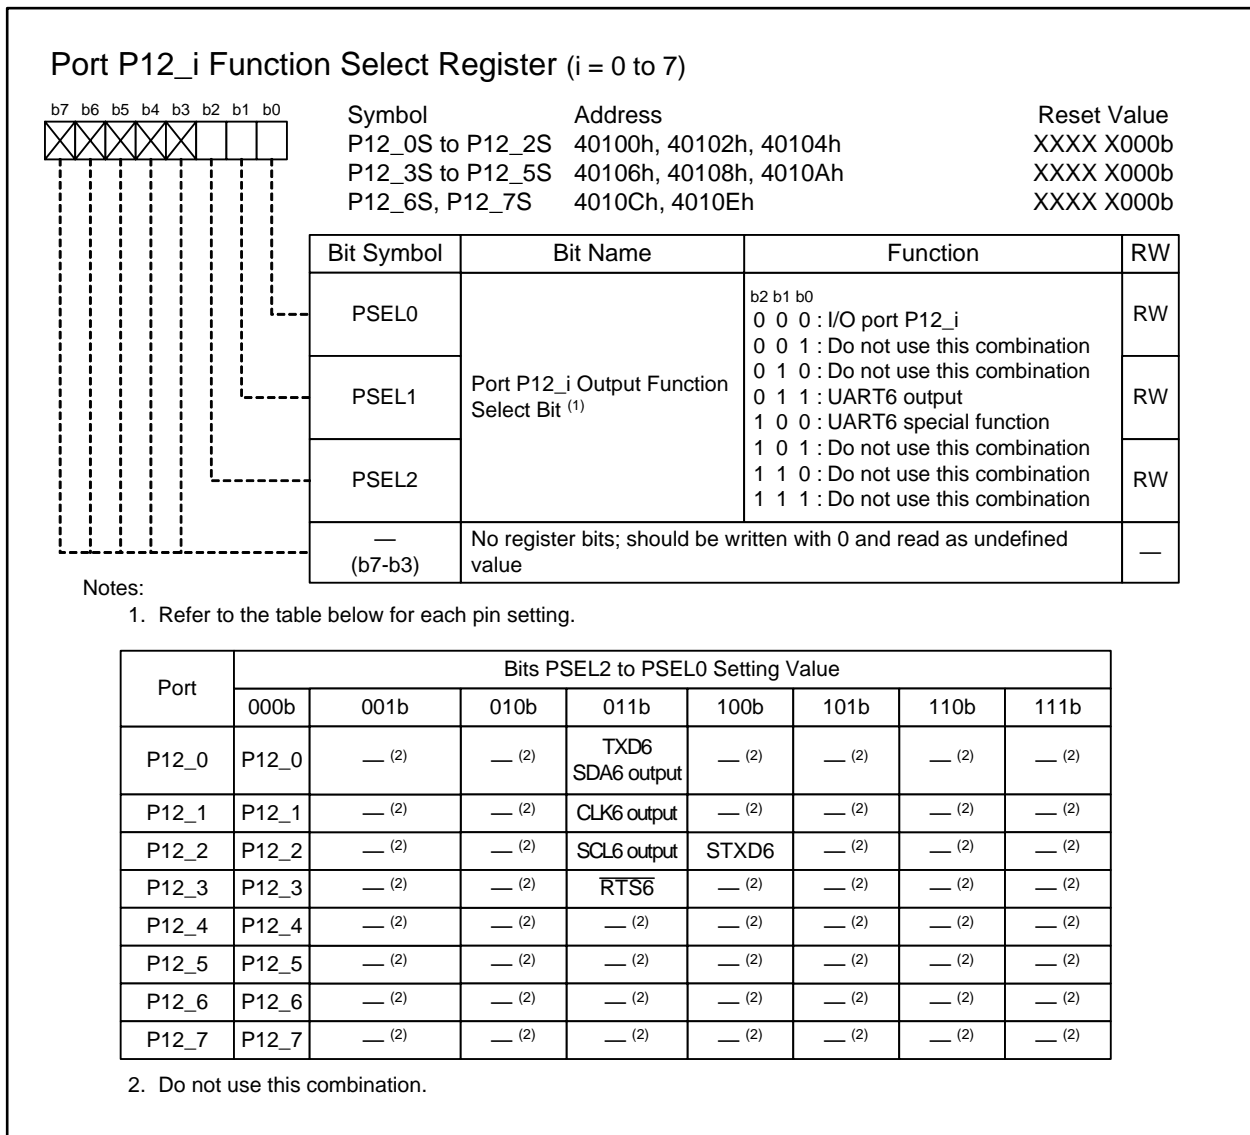 Port P12_i Function Select Register (i = 0 to 7)
b7 b6 b5 b4 b3 b2 b1 b0
Symbol Address Reset Value
P12_0S to P12_2S 40100h, 40102h, 40104h XXXX X000b
P12_3S to P12_5S 40106h, 40108h, 4010Ah XXXX X000b
P12_6S, P12_7S 4010Ch, 4010Eh XXXX X000b
Bit Symbol Bit Name Function RW
PSEL0 RW
PSEL1 RW
PSEL2 RW
Port P12_i Output Function
Select Bit (1)
b2 b1 b0
0 0 0 : I/O port P12_i
0 0 1 : Do not use this combination
0 1 0 : Do not use this combination
0 1 1 : UART6 output
1 0 0 : UART6 special function
1 0 1 : Do not use this combination
1 1 0 : Do not use this combination
1 1 1 : Do not use this combination
—
(b7-b3)
No register bits; should be written with 0 and read as undefined
value
—
Notes:
1. Refer to the table below for each pin setting.
Port Bits PSEL2 to PSEL0 Setting Value
000b 001b 010b 011b 100b 101b 110b 111b
P12_0 P12_0 — (2) — (2) TXD6 SDA6 output — (2) — (2) — (2) — (2)
P12_1 P12_1 — (2) — (2) CLK6 output — (2) — (2) — (2) — (2)
P12_2 P12_2 — (2) — (2) SCL6 output STXD6 — (2) — (2) — (2)
P12_3 P12_3 — (2) — (2) RTS6 — (2) — (2) — (2) — (2)
P12_4 P12_4 — (2) — (2) — (2) — (2) — (2) — (2) — (2)
P12_5 P12_5 — (2) — (2) — (2) — (2) — (2) — (2) — (2)
P12_6 P12_6 — (2) — (2) — (2) — (2) — (2) — (2) — (2)
P12_7 P12_7 — (2) — (2) — (2) — (2) — (2) — (2) — (2)
2. Do not use this combination.